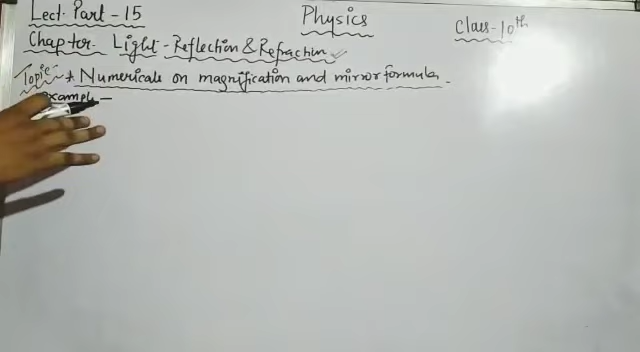 Lect. Part - 15
Physics
Class - 10th
Chapter - Light - Reflection & Refraction
Topic - * Numericals on magnification and mirror formula.
Example -